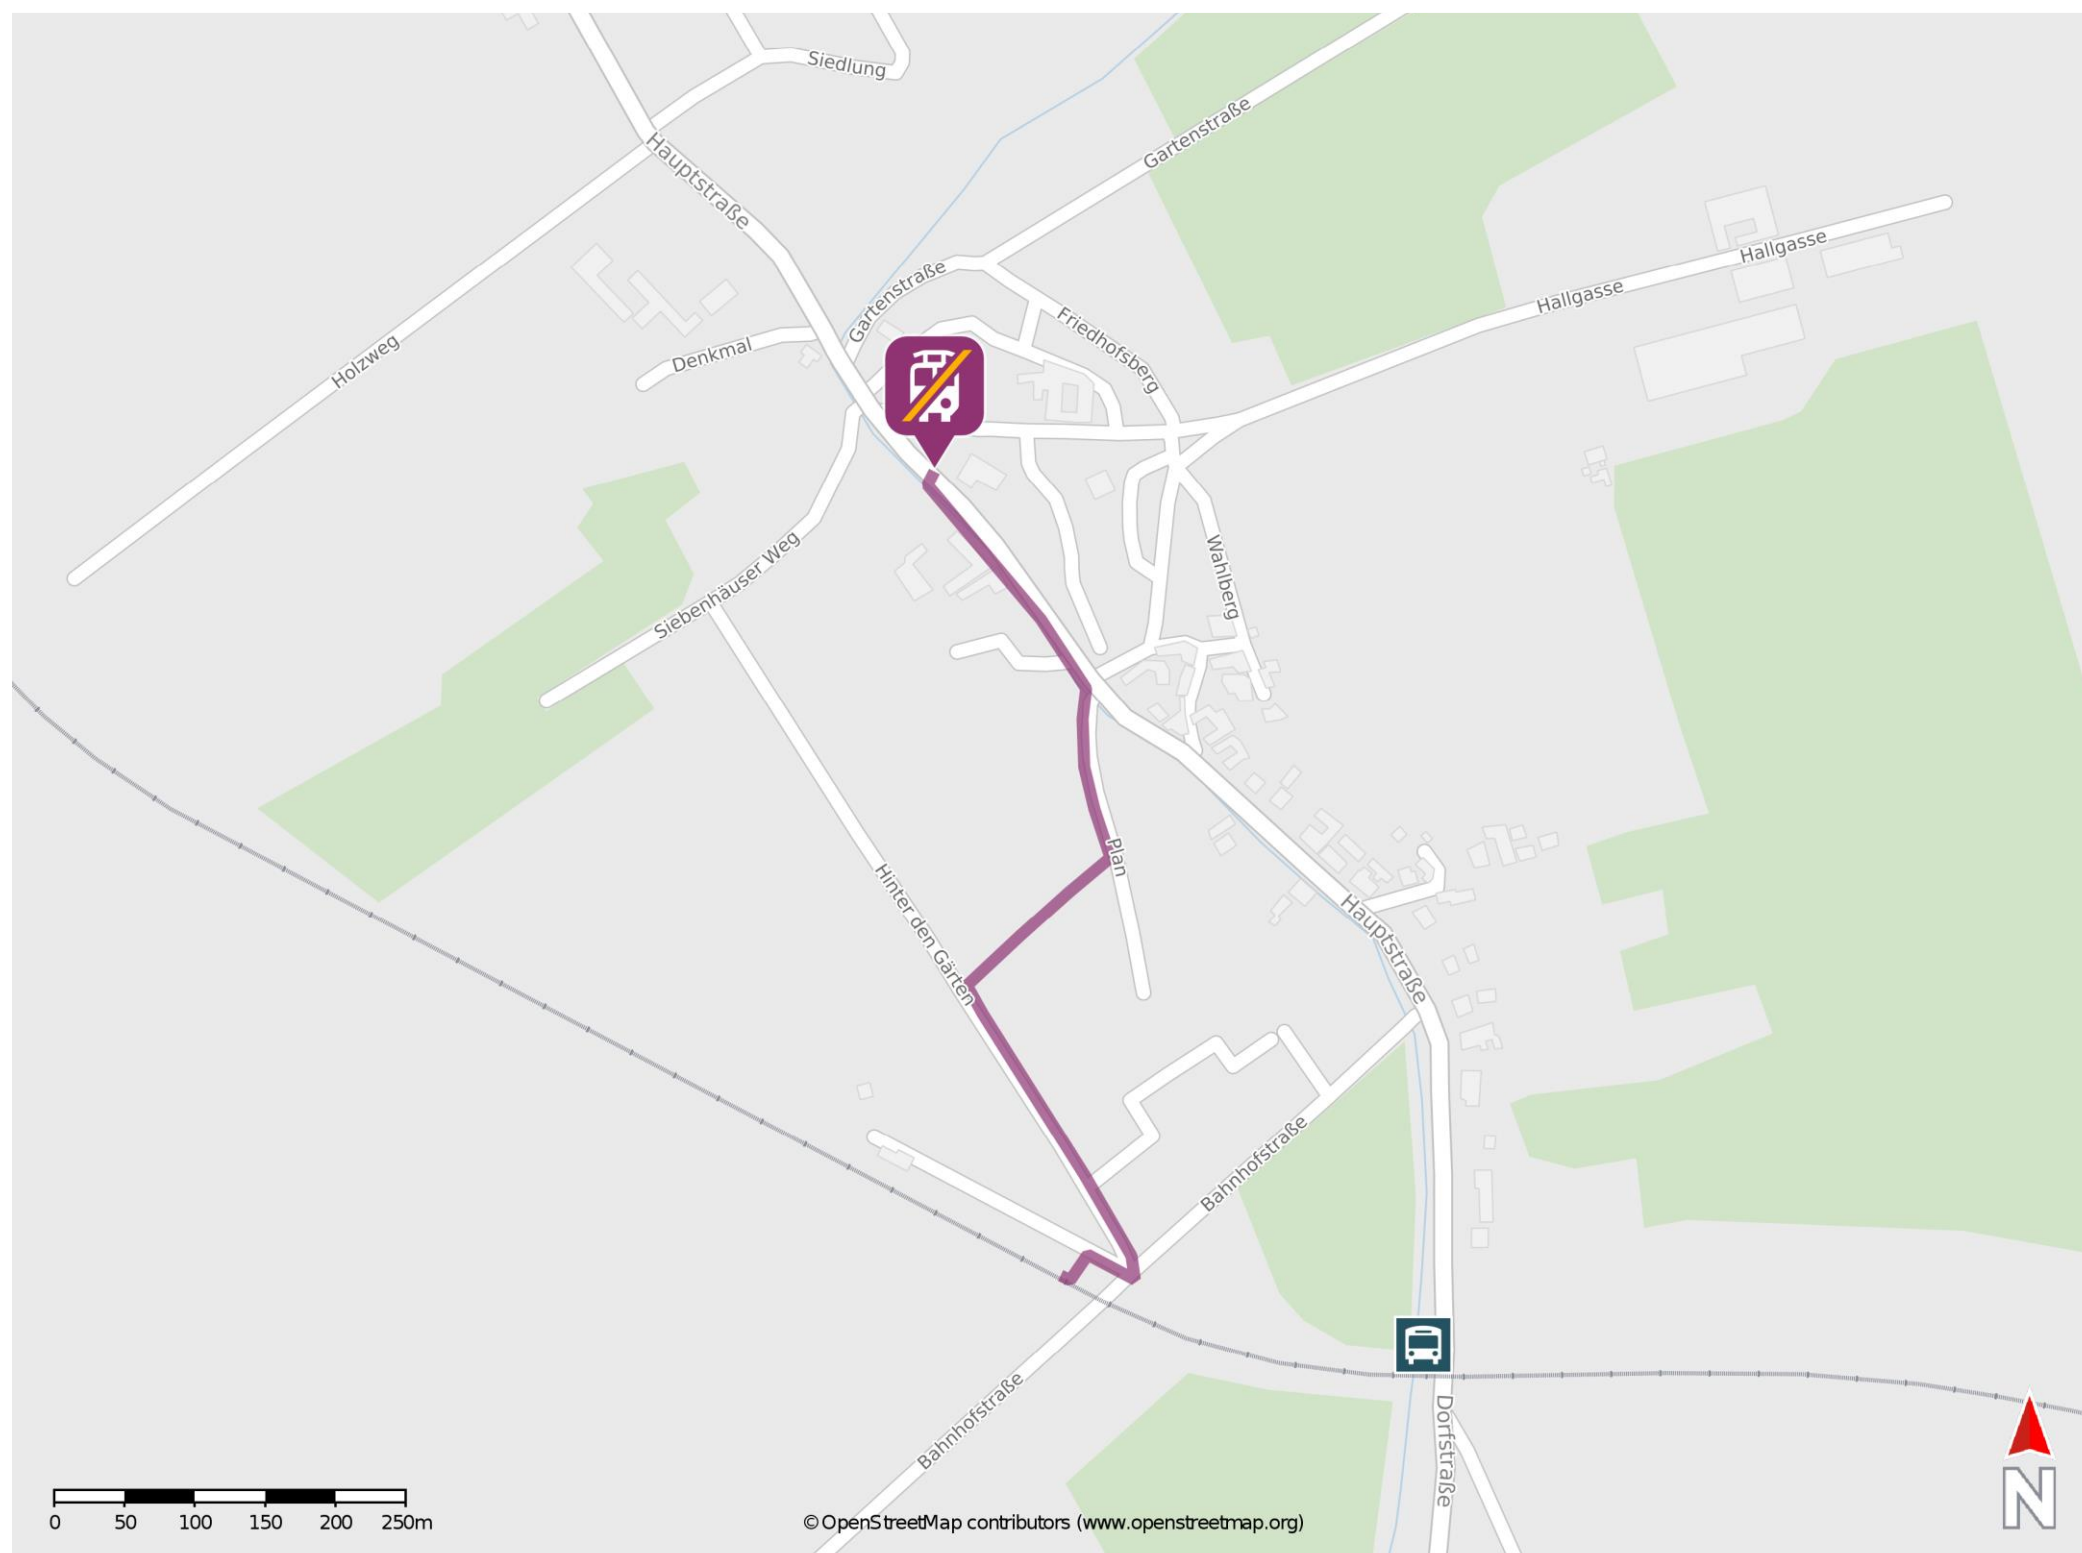 Siedlung
Hauptstraße
Gartenstraße
Hallgasse
Hallgasse
Gartenstraße
Friedhofsberg
Denkmal
Holzweg
Siebenhäuser Weg
Wahlberg
Plan
Hinter den Gärten
Hauptstraße
Bahnhofstraße
Bahnhofstraße
Dorfstraße
0 50 100 150 200 250m
© OpenStreetMap contributors (www.openstreetmap.org)
N